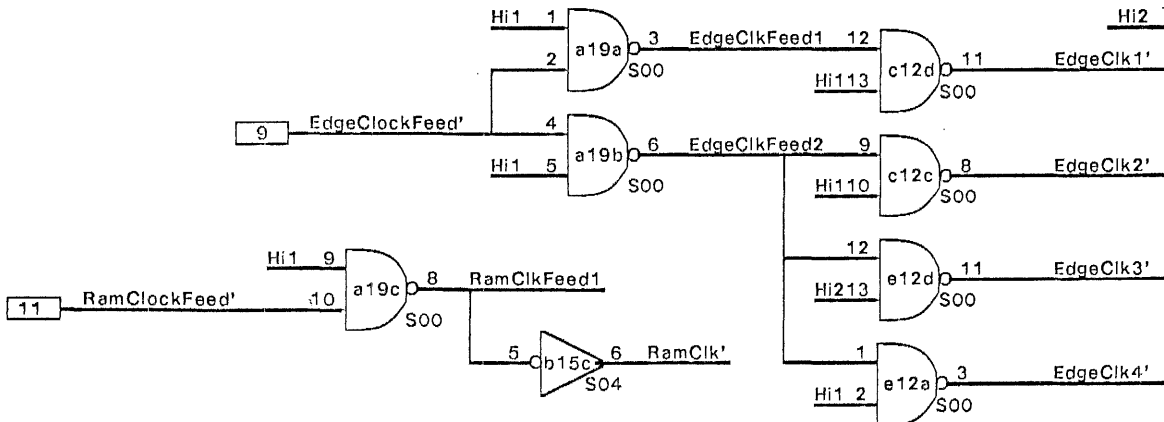 Hi1 1
a19a
3 EdgeClkFeed1 12
2
S00
Hi113
c12d
11 EdgeClk1'
S00
Hi2
9 EdgeClockFeed'
4
a19b
6 EdgeClkFeed2 9
Hi1 5
S00
Hi110
c12c
8 EdgeClk2'
S00
12
e12d
11 EdgeClk3'
Hi213
S00
Hi1 9
a19c
8 RamClkFeed1
11 RamClockFeed' 10
S00
5 b15c 6 RamClk'
S04
1
e12a
3 EdgeClk4'
Hi1 2
S00